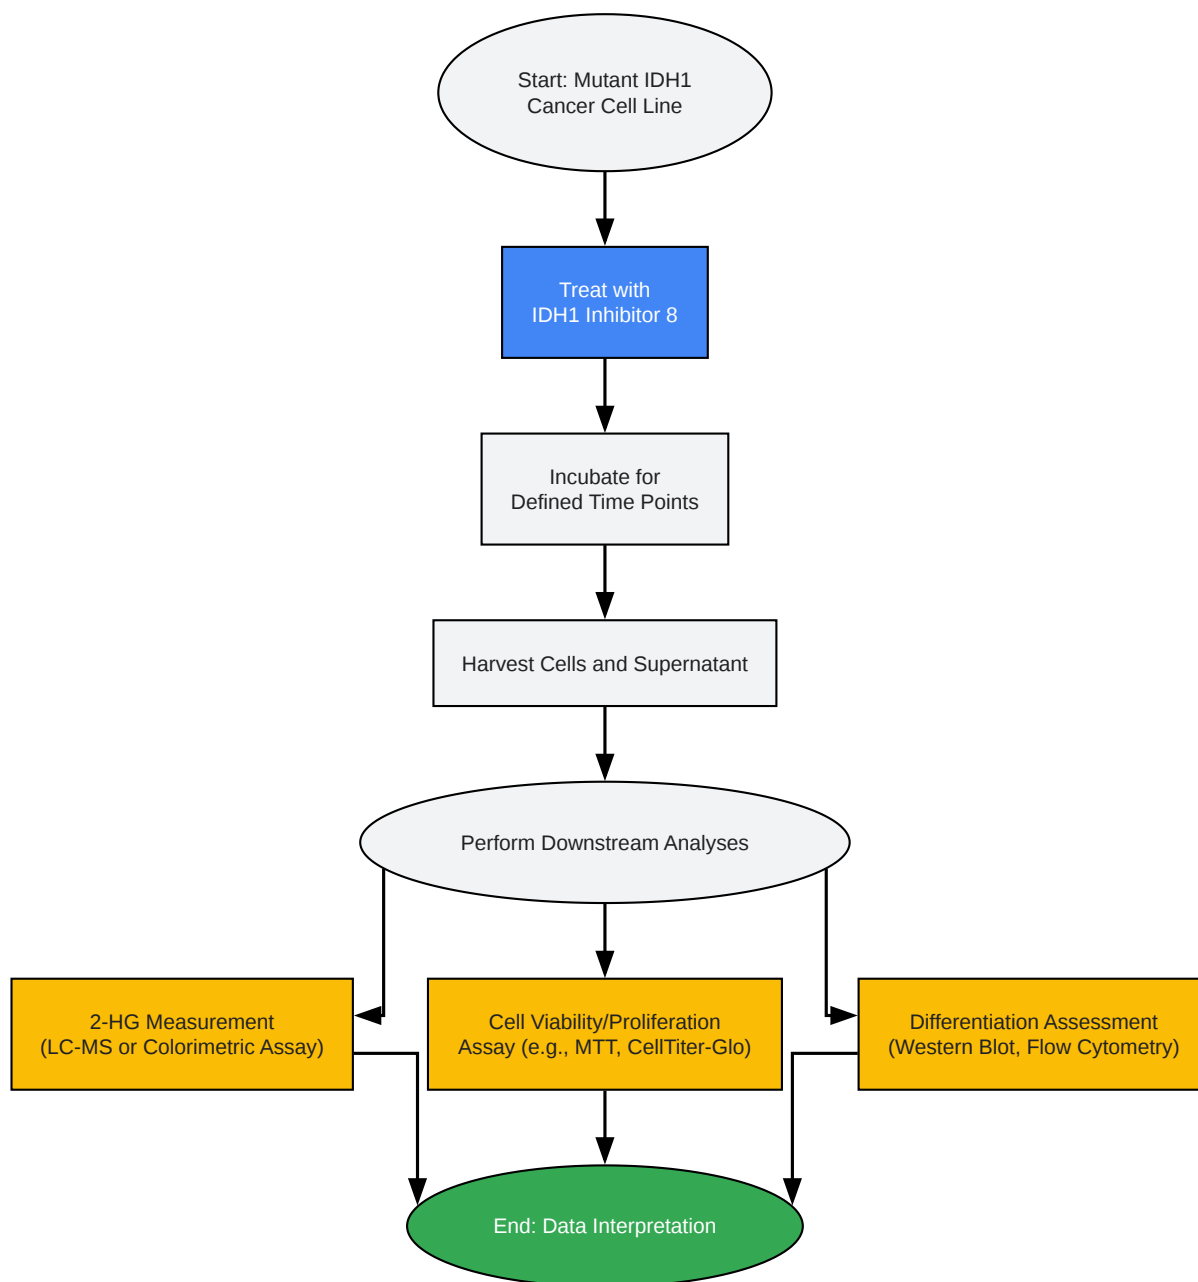 Start: Mutant IDH1
Cancer Cell Line
Treat with
IDH1 Inhibitor 8
Incubate for
Defined Time Points
Harvest Cells and Supernatant
Perform Downstream Analyses
2-HG Measurement
(LC-MS or Colorimetric Assay)
Cell Viability/Proliferation
Assay (e.g., MTT, CellTiter-Glo)
Differentiation Assessment
(Western Blot, Flow Cytometry)
End: Data Interpretation